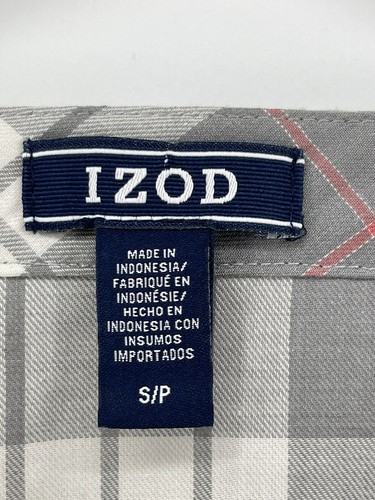 IZOD
MADE IN
INDONESIA/
FABRIQUÉ EN
INDONÉSIE/
HECHO EN
INDONESIA CON
INSUMOS
IMPORTADOS
S/P